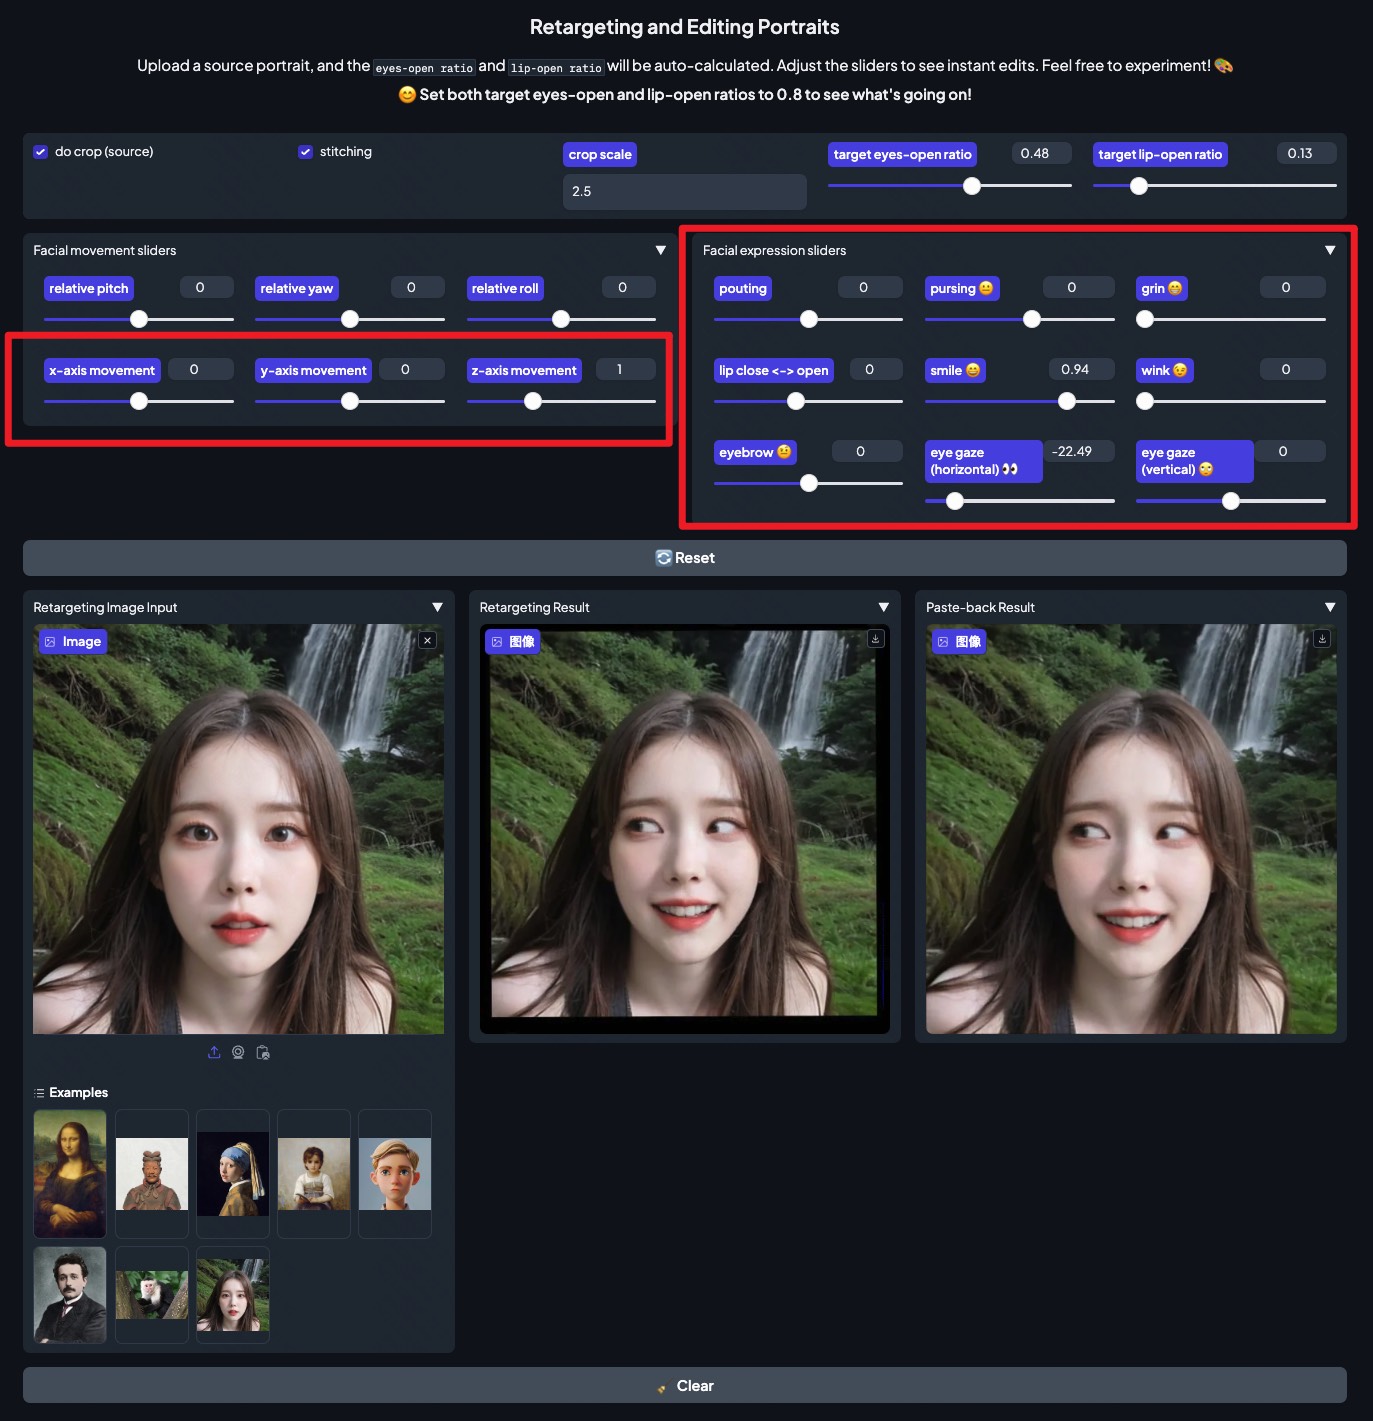 Retargeting and Editing Portraits
Upload a source portrait, and the eyes-open ratio and lip-open ratio will be auto-calculated. Adjust the sliders to see instant edits. Feel free to experiment! 🎨
😊 Set both target eyes-open and lip-open ratios to 0.8 to see what's going on!
do crop (source)
stitching
crop scale
2.5
target eyes-open ratio 0.48
target lip-open ratio 0.13
Facial movement sliders ▼
relative pitch 0
relative yaw 0
relative roll 0
x-axis movement 0
y-axis movement 0
z-axis movement 1
Facial expression sliders ▼
pouting 0
pursing 😐 0
grin 😁 0
lip close <-> open 0
smile 😄 0.94
wink 😉 0
eyebrow 🤨 0
eye gaze
(horizontal) 👀 -22.49
eye gaze
(vertical) 🙄 0
🔄 Reset
Retargeting Image Input ▼
Image
Retargeting Result ▼
图像
Paste-back Result ▼
图像
Examples
🧹 Clear